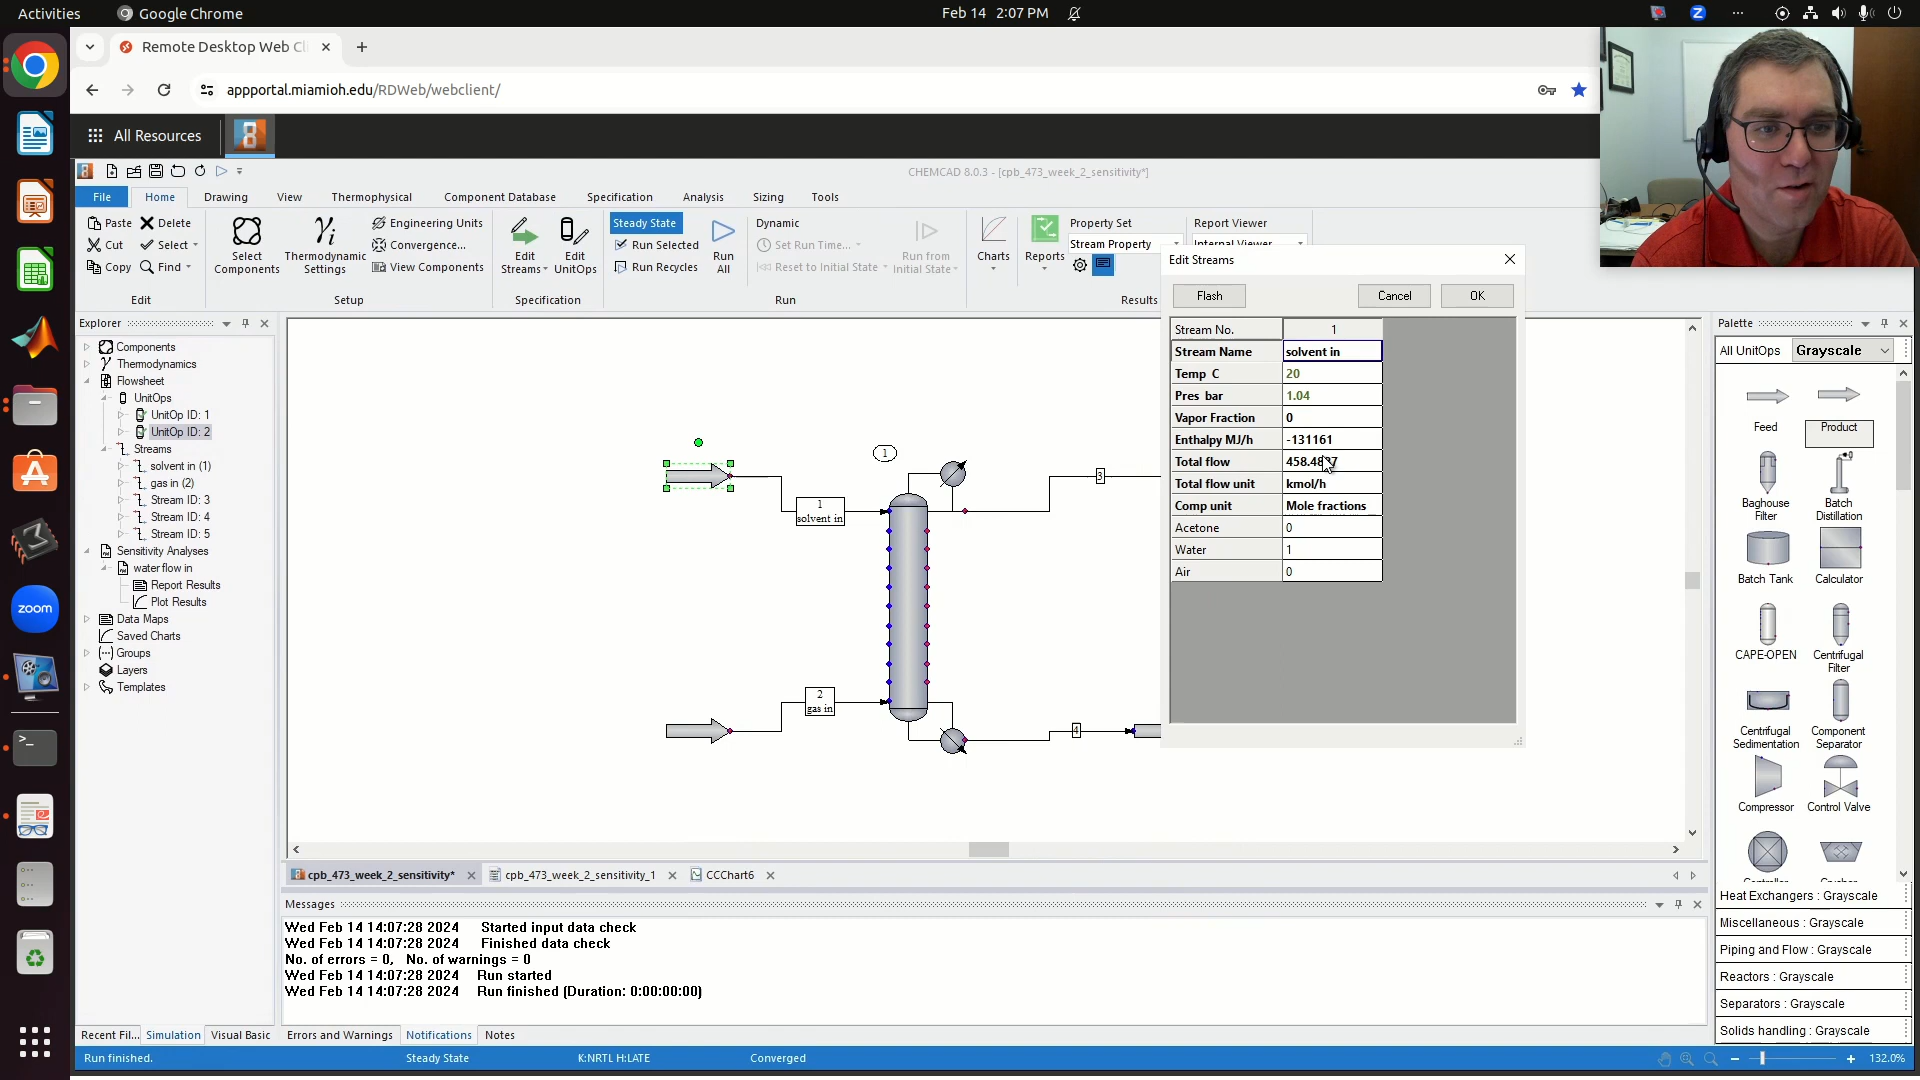 Activities
Google Chrome
Feb 14 2:07 PM
Remote Desktop Web Cl
appportal.miamioh.edu/RDWeb/webclient/
All Resources
CHEMCAD 8.0.3 - [cpb_473_week_2_sensitivity*]
File Home Drawing View Thermophysical Component Database Specification Analysis Sizing Tools
Paste Delete
Cut Select
Copy Find
Edit
Select Components
Thermodynamic Settings
Engineering Units
Convergence...
View Components
Setup
Edit Streams
Edit UnitOps
Specification
Steady State
Run Selected
Run Recycles
Run All
Dynamic
Set Run Time...
Reset to Initial State
Run from Initial State
Run
Charts
Reports
Property Set
Stream Property
Report Viewer
Internal Viewer
Results
Explorer
Components
Thermodynamics
Flowsheet
UnitOps
UnitOp ID: 1
UnitOp ID: 2
Streams
solvent in (1)
gas in (2)
Stream ID: 3
Stream ID: 4
Stream ID: 5
Sensitivity Analyses
water flow in
Report Results
Plot Results
Data Maps
Saved Charts
Groups
Layers
Templates
Recent Fil... Simulation Visual Basic
1
1
solvent in
2
gas in
3
4
Edit Streams
Flash Cancel OK
Stream No. 1
Stream Name solvent in
Temp C 20
Pres bar 1.04
Vapor Fraction 0
Enthalpy MJ/h -131161
Total flow
Total flow unit kmol/h
Comp unit Mole fractions
Acetone 0
Water 1
Air 0
Palette
All UnitOps Grayscale
Feed Product
Baghouse Filter
Batch Distillation
Batch Tank Calculator
CAPE-OPEN
Centrifugal Filter
Centrifugal Sedimentation
Component Separator
Compressor Control Valve
Heat Exchangers : Grayscale
Miscellaneous : Grayscale
Piping and Flow : Grayscale
Reactors : Grayscale
Separators : Grayscale
Solids handling : Grayscale
cpb_473_week_2_sensitivity* cpb_473_week_2_sensitivity_1 CCChart6
Messages
Wed Feb 14 14:07:28 2024 Started input data check
Wed Feb 14 14:07:28 2024 Finished data check
No. of errors = 0, No. of warnings = 0
Wed Feb 14 14:07:28 2024 Run started
Wed Feb 14 14:07:28 2024 Run finished (Duration: 0:00:00:00)
Errors and Warnings Notifications Notes
Run finished. Steady State K:NRTL H:LATE Converged 132.0%
zoom